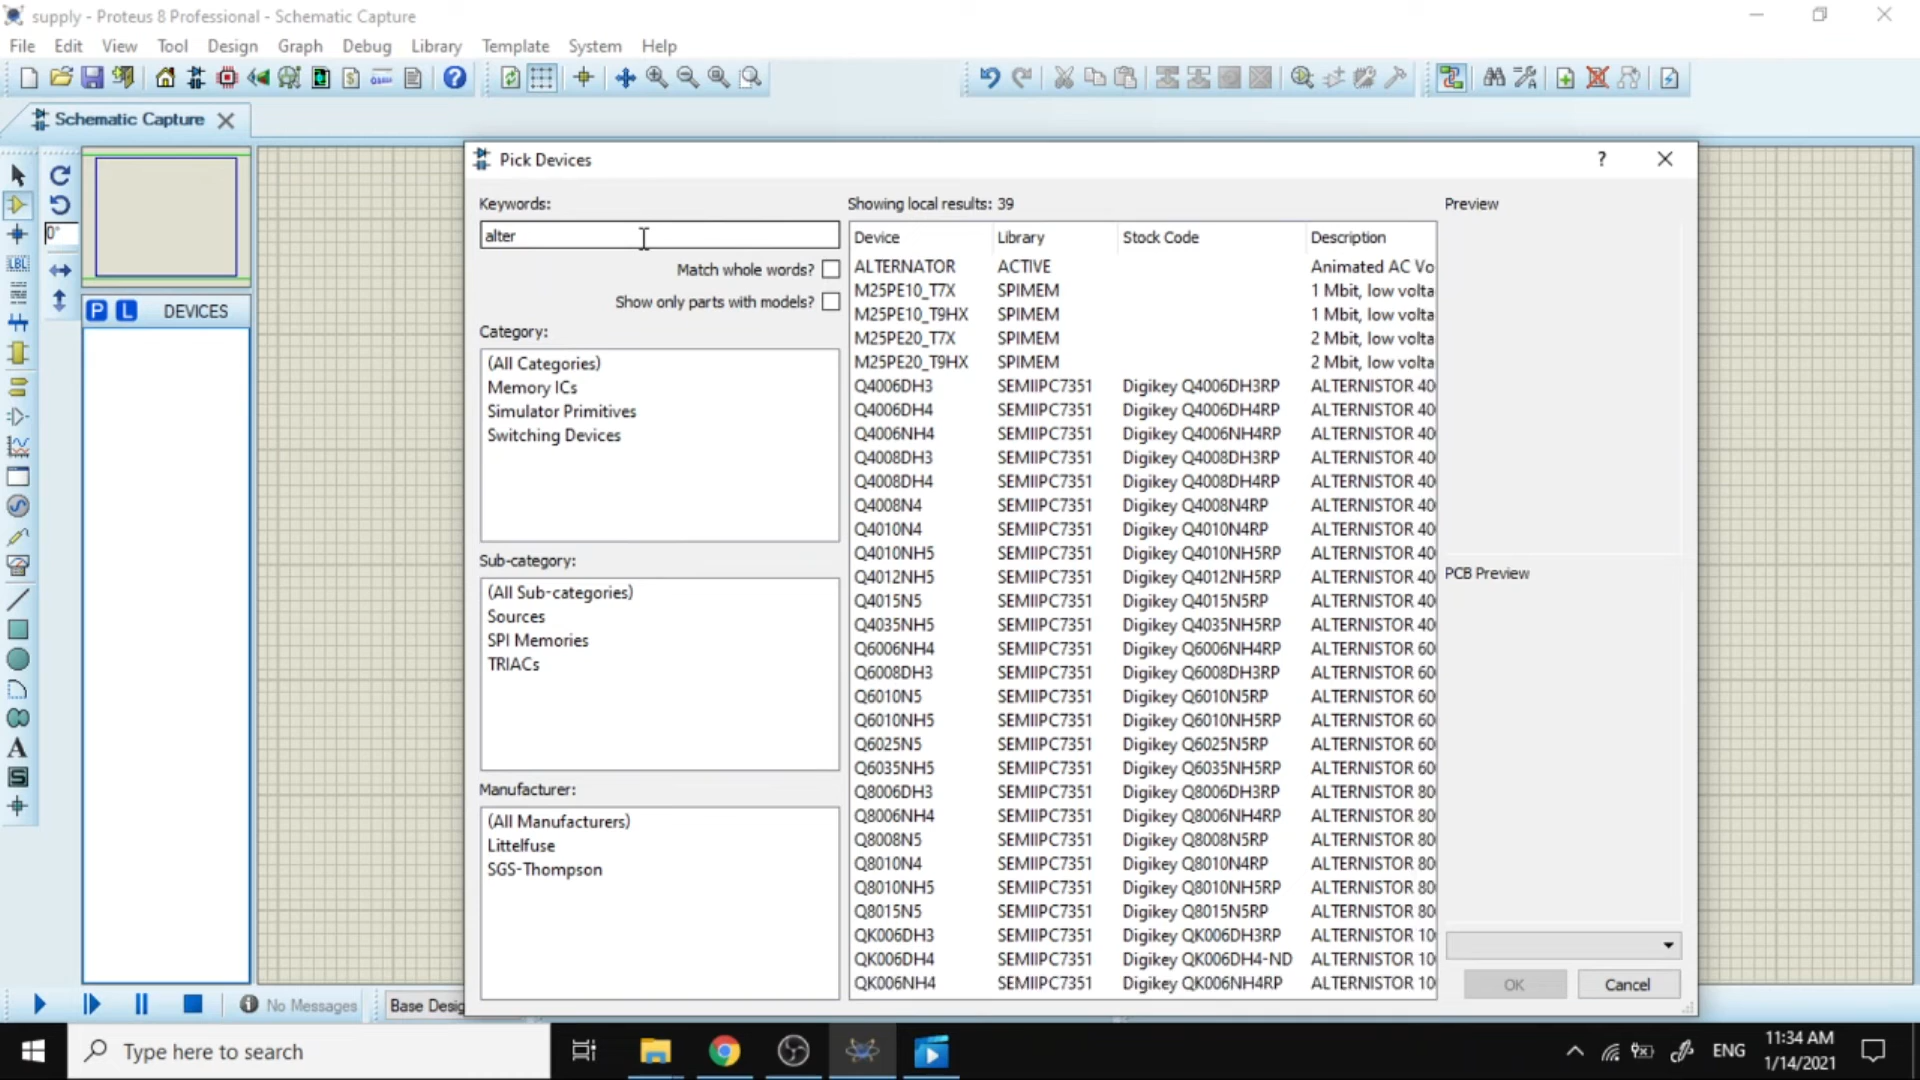 supply - Proteus 8 Professional - Schematic Capture
File Edit View Tool Design Graph Debug Library Template System Help
Schematic Capture
0°
LBL
P L DEVICES
A
S
Pick Devices
Keywords:
alter
Match whole words?
Show only parts with models?
Category:
(All Categories)
Memory ICs
Simulator Primitives
Switching Devices
Sub-category:
(All Sub-categories)
Sources
SPI Memories
TRIACs
Manufacturer:
(All Manufacturers)
Littelfuse
SGS-Thompson
Showing local results: 39
Device Library Stock Code Description
ALTERNATOR ACTIVE Animated AC Vo
M25PE10_T7X SPIMEM 1 Mbit, low volta
M25PE10_T9HX SPIMEM 1 Mbit, low volta
M25PE20_T7X SPIMEM 2 Mbit, low volta
M25PE20_T9HX SPIMEM 2 Mbit, low volta
Q4006DH3 SEMIIPC7351 Digikey Q4006DH3RP ALTERNISTOR 40
Q4006DH4 SEMIIPC7351 Digikey Q4006DH4RP ALTERNISTOR 40
Q4006NH4 SEMIIPC7351 Digikey Q4006NH4RP ALTERNISTOR 40
Q4008DH3 SEMIIPC7351 Digikey Q4008DH3RP ALTERNISTOR 40
Q4008DH4 SEMIIPC7351 Digikey Q4008DH4RP ALTERNISTOR 40
Q4008N4 SEMIIPC7351 Digikey Q4008N4RP ALTERNISTOR 40
Q4010N4 SEMIIPC7351 Digikey Q4010N4RP ALTERNISTOR 40
Q4010NH5 SEMIIPC7351 Digikey Q4010NH5RP ALTERNISTOR 40
Q4012NH5 SEMIIPC7351 Digikey Q4012NH5RP ALTERNISTOR 40
Q4015N5 SEMIIPC7351 Digikey Q4015N5RP ALTERNISTOR 40
Q4035NH5 SEMIIPC7351 Digikey Q4035NH5RP ALTERNISTOR 40
Q6006NH4 SEMIIPC7351 Digikey Q6006NH4RP ALTERNISTOR 60
Q6008DH3 SEMIIPC7351 Digikey Q6008DH3RP ALTERNISTOR 60
Q6010N5 SEMIIPC7351 Digikey Q6010N5RP ALTERNISTOR 60
Q6010NH5 SEMIIPC7351 Digikey Q6010NH5RP ALTERNISTOR 60
Q6025N5 SEMIIPC7351 Digikey Q6025N5RP ALTERNISTOR 60
Q6035NH5 SEMIIPC7351 Digikey Q6035NH5RP ALTERNISTOR 60
Q8006DH3 SEMIIPC7351 Digikey Q8006DH3RP ALTERNISTOR 80
Q8006NH4 SEMIIPC7351 Digikey Q8006NH4RP ALTERNISTOR 80
Q8008N5 SEMIIPC7351 Digikey Q8008N5RP ALTERNISTOR 80
Q8010N4 SEMIIPC7351 Digikey Q8010N4RP ALTERNISTOR 80
Q8010NH5 SEMIIPC7351 Digikey Q8010NH5RP ALTERNISTOR 80
Q8015N5 SEMIIPC7351 Digikey Q8015N5RP ALTERNISTOR 80
QK006DH3 SEMIIPC7351 Digikey QK006DH3RP ALTERNISTOR 10
QK006DH4 SEMIIPC7351 Digikey QK006DH4-ND ALTERNISTOR 10
QK006NH4 SEMIIPC7351 Digikey QK006NH4RP ALTERNISTOR 10
Preview
PCB Preview
OK Cancel
No Messages Base Desig
Type here to search
ENG
11:34 AM
1/14/2021